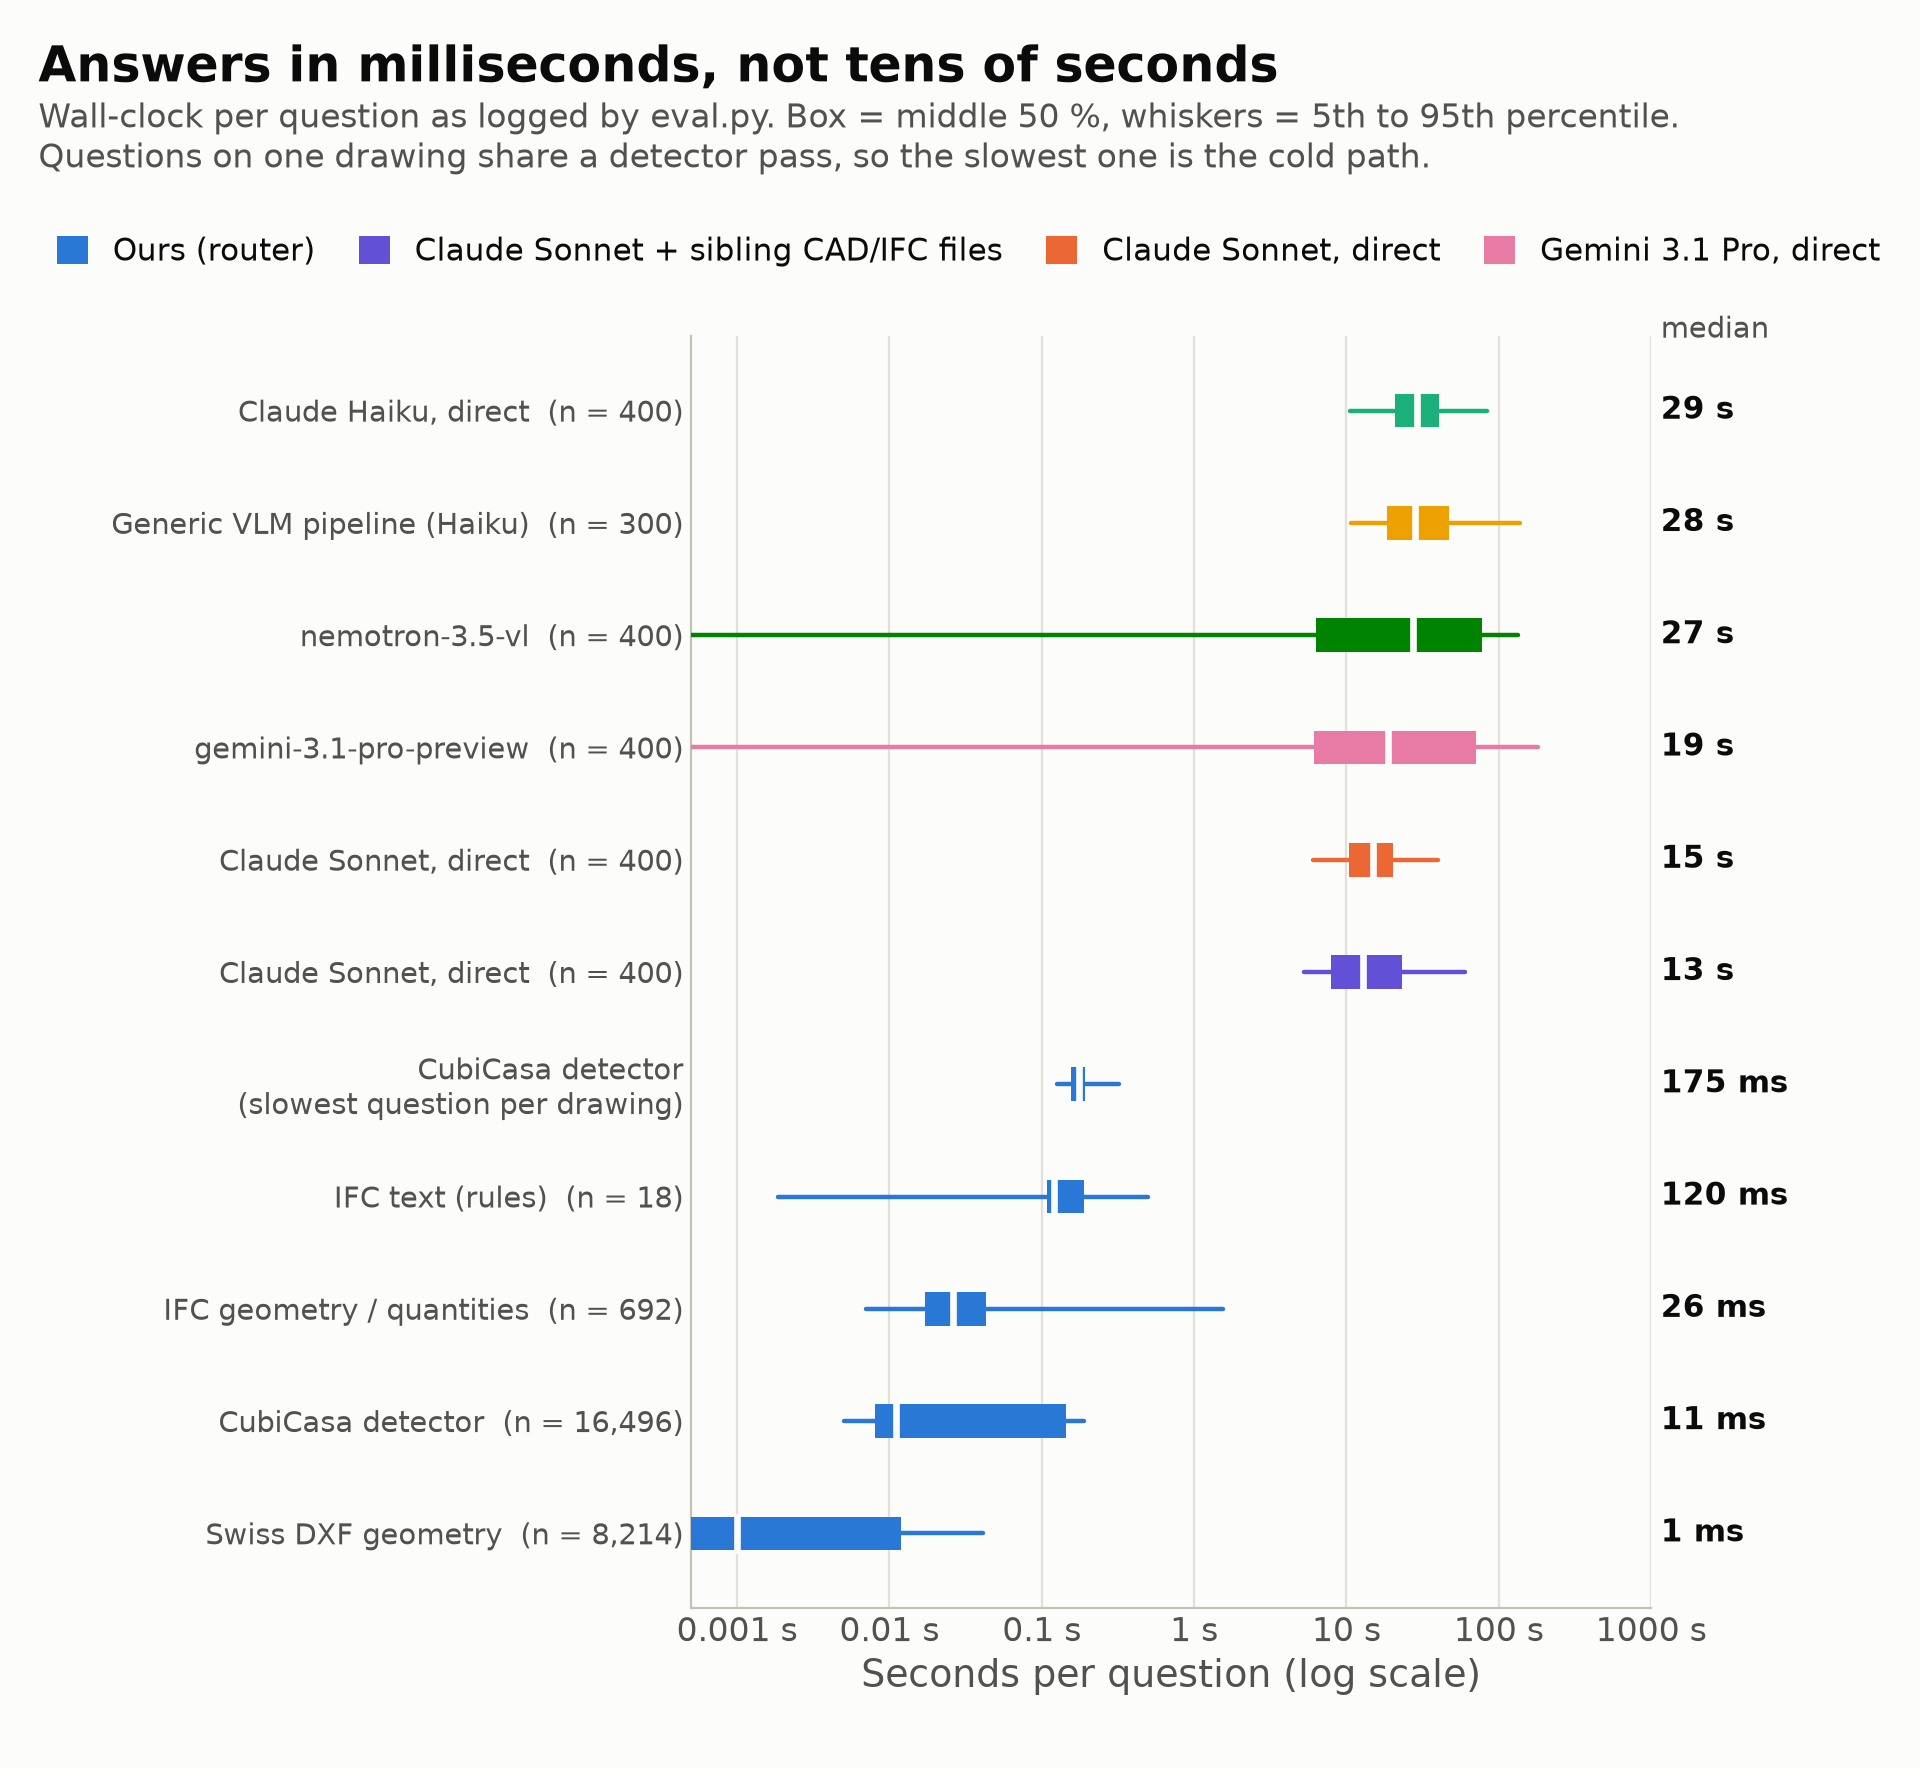 Answers in milliseconds, not tens of seconds
Wall-clock per question as logged by eval.py. Box = middle 50 %, whiskers = 5th to 95th percentile.
Questions on one drawing share a detector pass, so the slowest one is the cold path.
Ours (router) Claude Sonnet + sibling CAD/IFC files Claude Sonnet, direct Gemini 3.1 Pro, direct
median
Claude Haiku, direct (n = 400) 29 s
Generic VLM pipeline (Haiku) (n = 300) 28 s
nemotron-3.5-vl (n = 400) 27 s
gemini-3.1-pro-preview (n = 400) 19 s
Claude Sonnet, direct (n = 400) 15 s
Claude Sonnet, direct (n = 400) 13 s
CubiCasa detector
(slowest question per drawing) 175 ms
IFC text (rules) (n = 18) 120 ms
IFC geometry / quantities (n = 692) 26 ms
CubiCasa detector (n = 16,496) 11 ms
Swiss DXF geometry (n = 8,214) 1 ms
0.001 s 0.01 s 0.1 s 1 s 10 s 100 s 1000 s
Seconds per question (log scale)